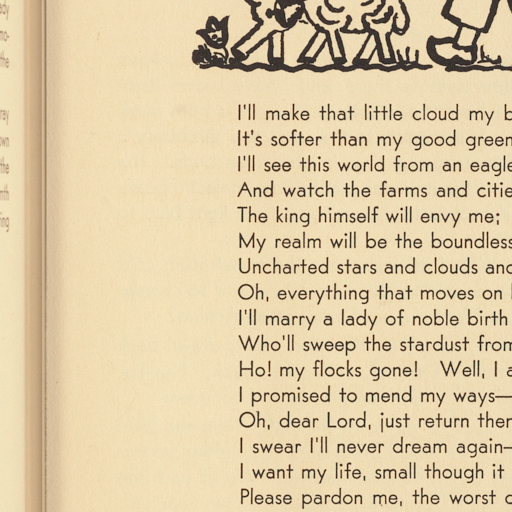 I'll make that little cloud my
It's softer than my good green
I'll see this world from an eagle
And watch the farms and citie
The king himself will envy me;
My realm will be the boundless
Uncharted stars and clouds and
Oh, everything that moves on
I'll marry a lady of noble birth
Who'll sweep the stardust from
Ho! my flocks gone! Well, I
I promised to mend my ways—
Oh, dear Lord, just return
I swear I'll never dream again—
I want my life, small though it
Please pardon me, the worst